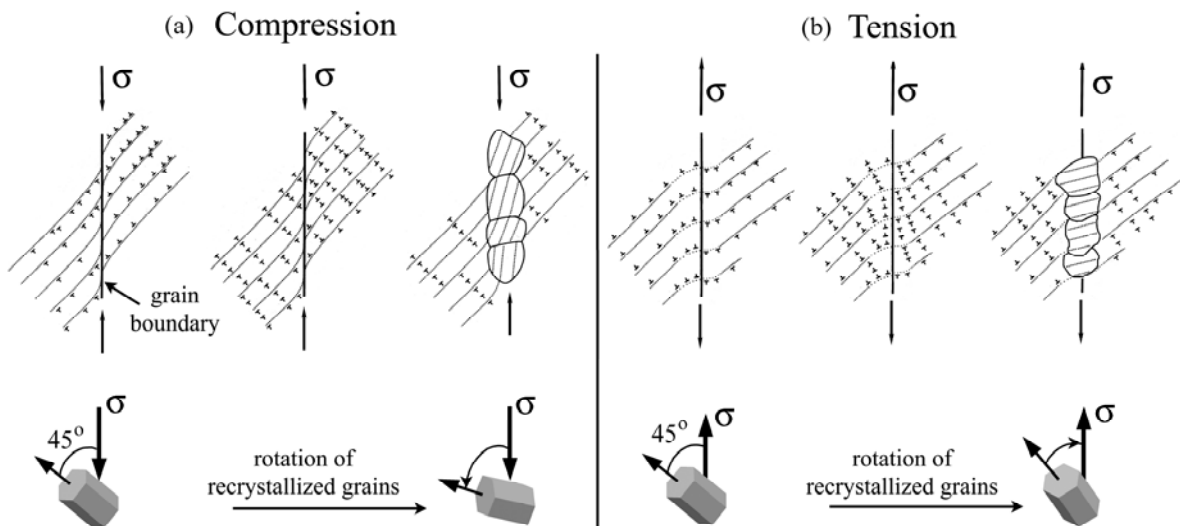 (a) Compression
σ
σ
σ
grain
boundary
45°
σ
rotation of
recrystallized grains
(b) Tension
σ
σ
σ
45°
σ
rotation of
recrystallized grains
σ